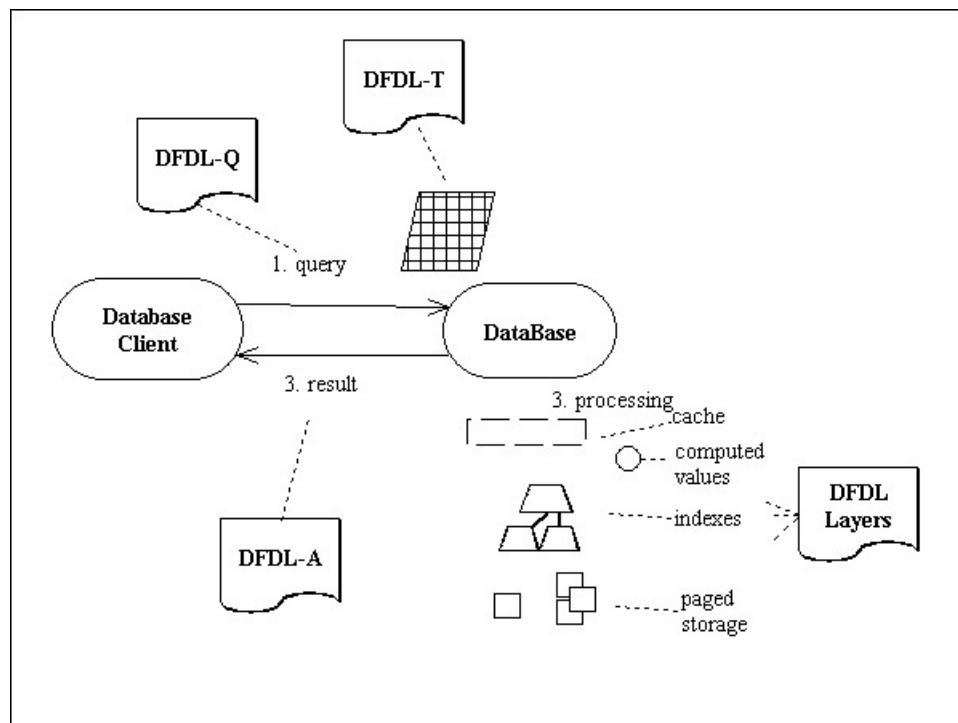 DFDL-T
DFDL-Q
1. query
Database
Client
DataBase
3. result
3. processing
cache
computed
values
DFDL
Layers
indexes
DFDL-A
paged
storage